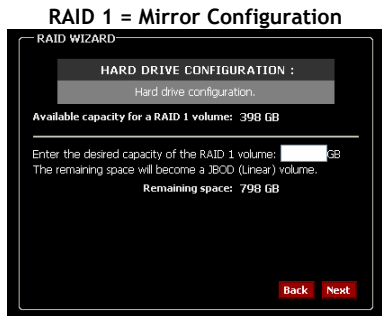 RAID 1 = Mirror Configuration
RAID WIZARD
HARD DRIVE CONFIGURATION :
Hard drive configuration.
Available capacity for a RAID 1 volume: 398 GB
Enter the desired capacity of the RAID 1 volume: GB
The remaining space will become a JBOD (Linear) volume.
Remaining space: 798 GB
Back Next